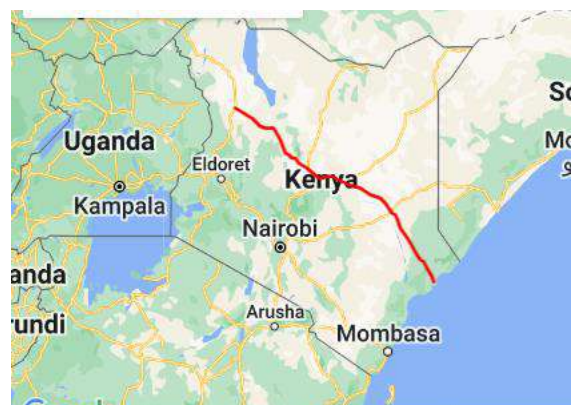 So
Mo
و
Uganda
Eldoret
Kenya
Kampala
Nairobi
anda
rundi
Arusha
Mombasa